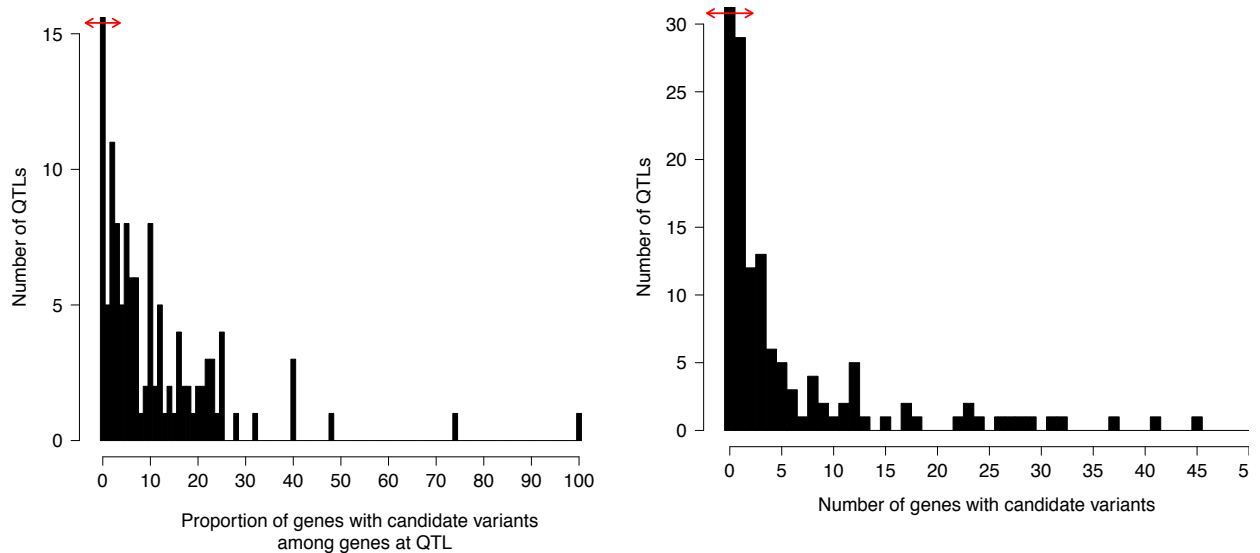 15
10
5
0
Number of QTLs
0 10 20 30 40 50 60 70 80 90 100
Proportion of genes with candidate variants
among genes at QTL
30
25
20
15
10
5
0
Number of QTLs
0 5 10 15 20 25 30 35 40 45
Number of genes with candidate variants